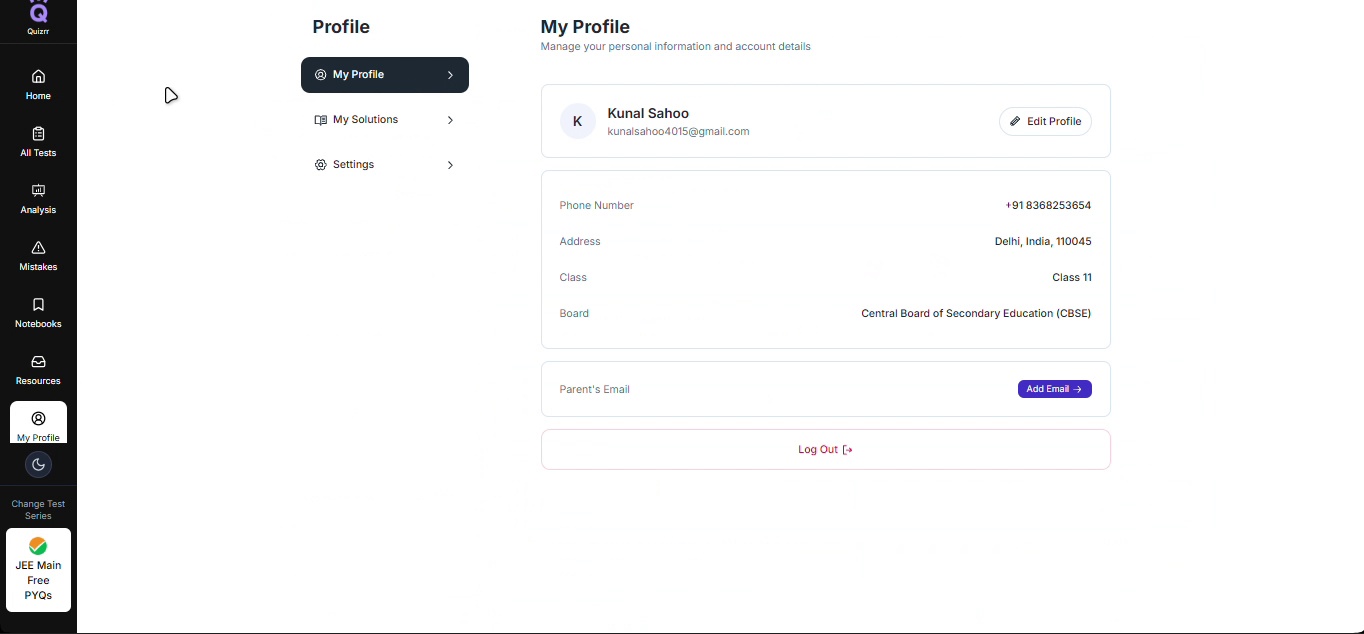 Quizrr
Home
All Tests
Analysis
Mistakes
Notebooks
Resources
My Profile
Change Test
Series
JEE Main
Free
PYQs
Profile
My Profile
My Solutions
Settings
My Profile
Manage your personal information and account details
K
Kunal Sahoo
kunalsahoo4015@gmail.com
Edit Profile
Phone Number +91 8368253654
Address Delhi, India, 110045
Class Class 11
Board Central Board of Secondary Education (CBSE)
Parent's Email Add Email →
Log Out